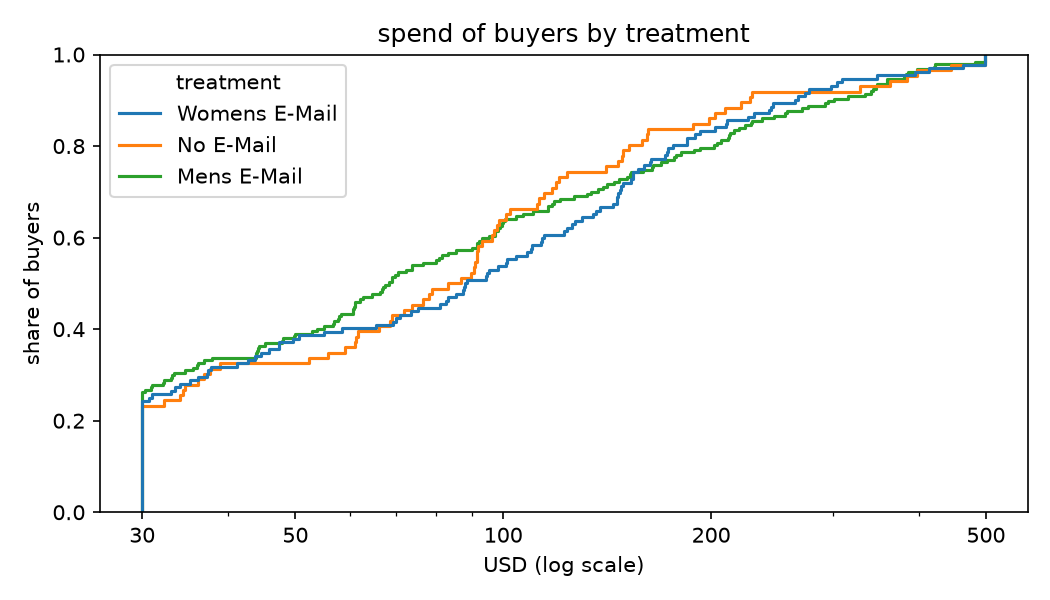 spend of buyers by treatment
1.0
0.8
0.6
0.4
0.2
0.0
share of buyers
treatment
Womens E-Mail
No E-Mail
Mens E-Mail
30 50 100 200 500
USD (log scale)